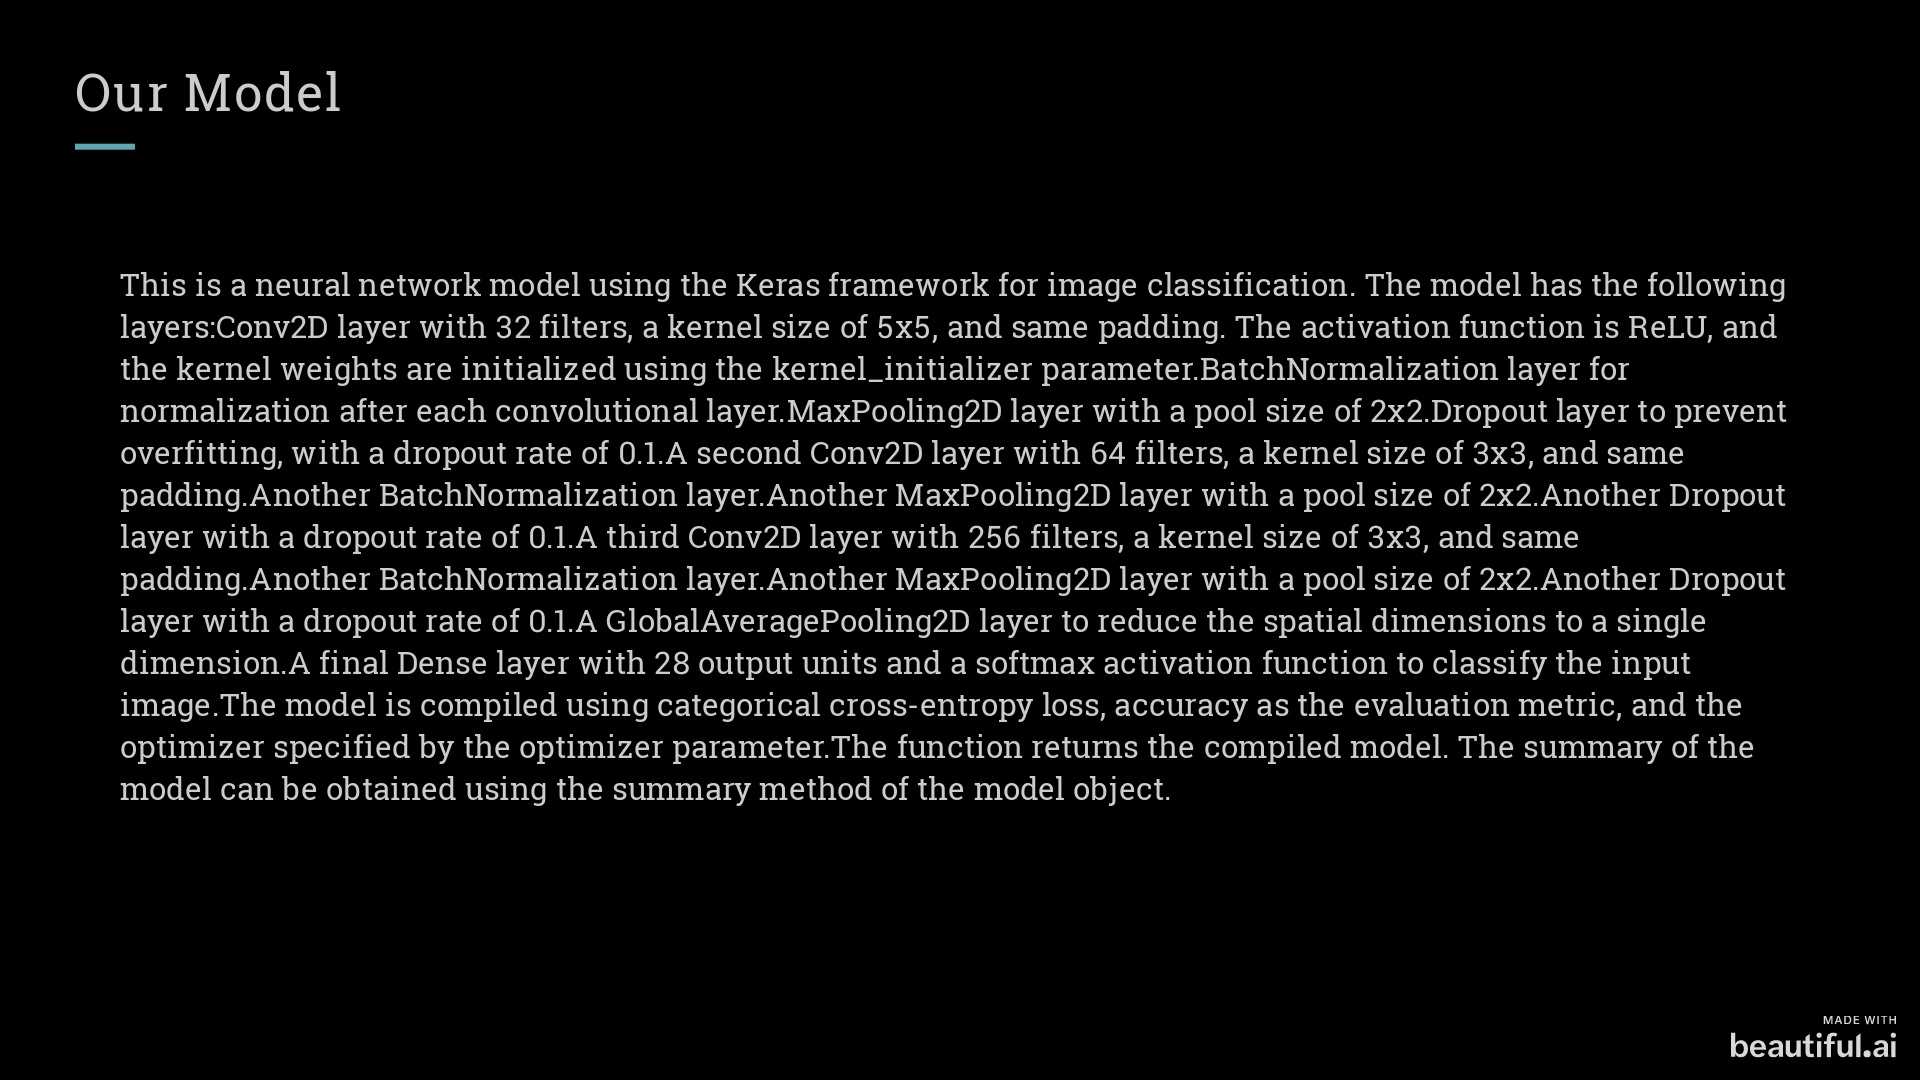 Our Model
This is a neural network model using the Keras framework for image classification. The model has the following
layers:Conv2D layer with 32 filters, a kernel size of 5x5, and same padding. The activation function is ReLU, and
the kernel weights are initialized using the kernel_initializer parameter.BatchNormalization layer for
normalization after each convolutional layer.MaxPooling2D layer with a pool size of 2x2.Dropout layer to prevent
overfitting, with a dropout rate of 0.1.A second Conv2D layer with 64 filters, a kernel size of 3x3, and same
padding.Another BatchNormalization layer.Another MaxPooling2D layer with a pool size of 2x2.Another Dropout
layer with a dropout rate of 0.1.A third Conv2D layer with 256 filters, a kernel size of 3x3, and same
padding.Another BatchNormalization layer.Another MaxPooling2D layer with a pool size of 2x2.Another Dropout
layer with a dropout rate of 0.1.A GlobalAveragePooling2D layer to reduce the spatial dimensions to a single
dimension.A final Dense layer with 28 output units and a softmax activation function to classify the input
image.The model is compiled using categorical cross-entropy loss, accuracy as the evaluation metric, and the
optimizer specified by the optimizer parameter.The function returns the compiled model. The summary of the
model can be obtained using the summary method of the model object.
MADE WITH
beautiful.ai